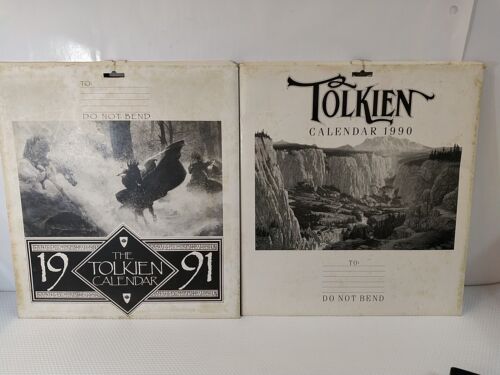 TO:
DO NOT BEND
19 91
THE
TOLKIEN
CALENDAR
TOLKIEN
CALENDAR 1990
TO:
DO NOT BEND